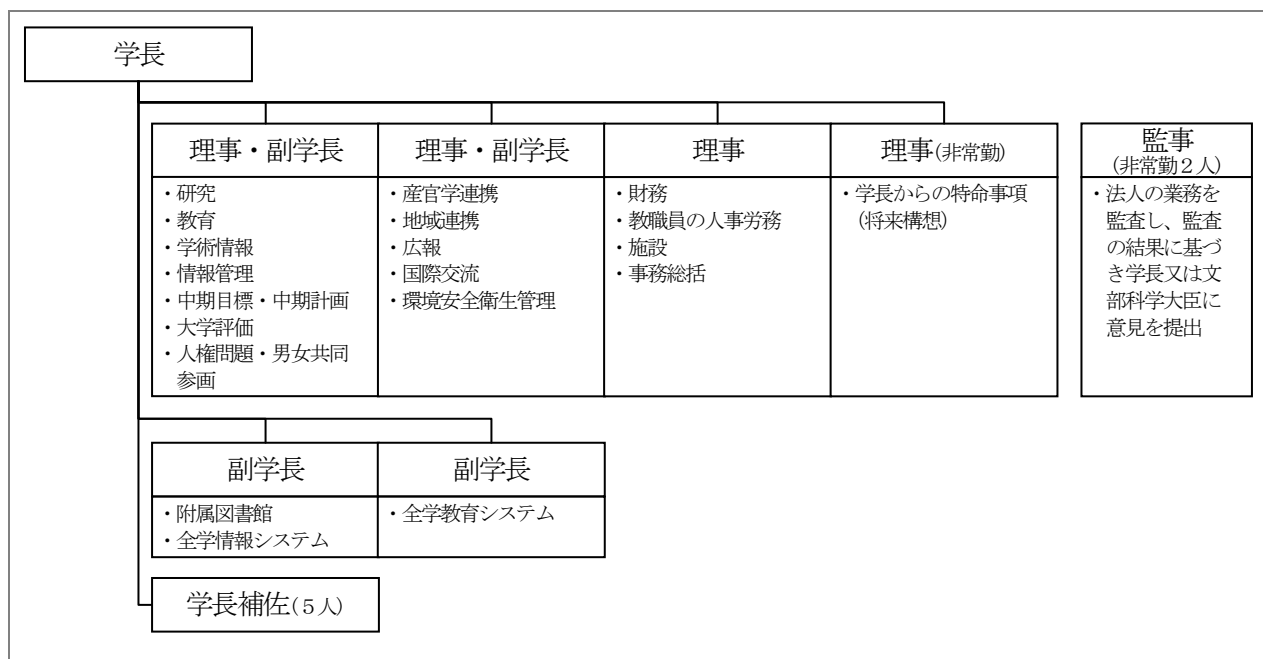 学長
理事・副学長
・研究
・教育
・学術情報
・情報管理
・中期目標・中期計画
・大学評価
・人権問題・男女共同
参画
理事・副学長
・産官学連携
・地域連携
・広報
・国際交流
・環境安全衛生管理
理事
・財務
・教職員の人事労務
・施設
・事務総括
理事(非常勤)
・学長からの特命事項
(将来構想)
監事
(非常勤２人)
・法人の業務を
監査し、監査
の結果に基づ
き学長又は文
部科学大臣に
意見を提出
副学長
・附属図書館
・全学情報システム
副学長
・全学教育システム
学長補佐(５人)